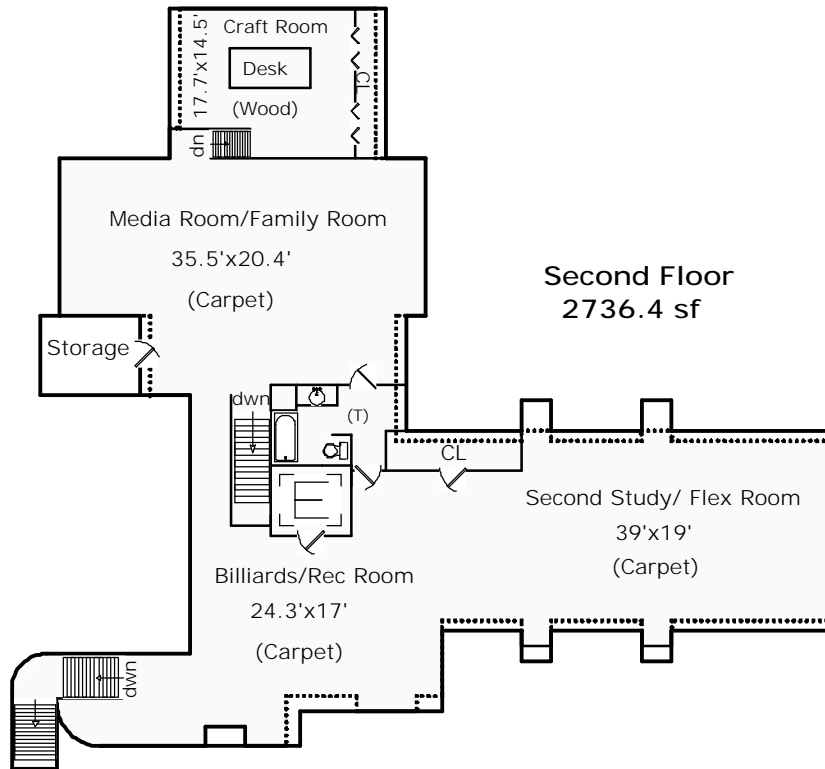 Craft Room
17.7'x14.5'
Desk
CL
(Wood)
dn
Media Room/Family Room
35.5'x20.4'
(Carpet)
Second Floor
2736.4 sf
Storage
dwn
(T)
CL
Second Study/ Flex Room
39'x19'
(Carpet)
Billiards/Rec Room
24.3'x17'
(Carpet)
dwn